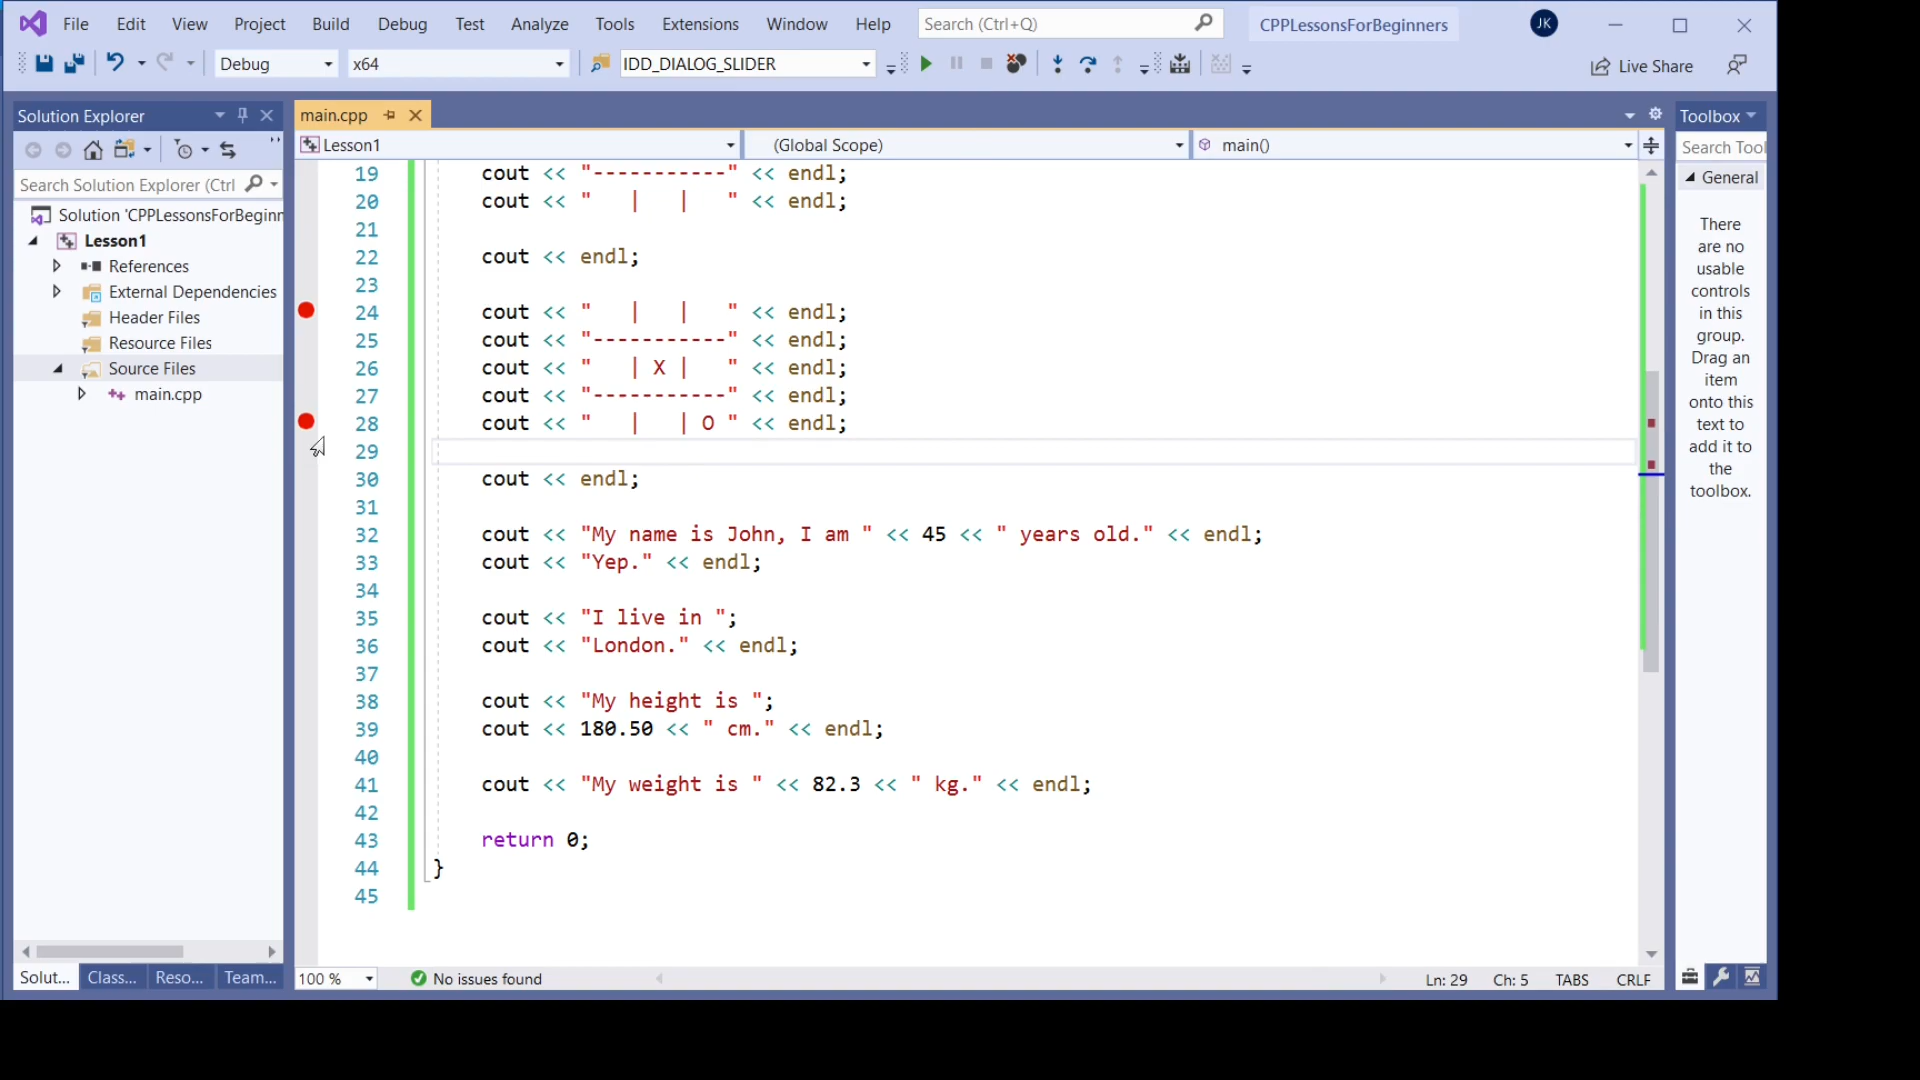 File Edit View Project Build Debug Test Analyze Tools Extensions Window Help Search (Ctrl+Q) CPPLessonsForBeginners JK
Debug x64 IDD_DIALOG_SLIDER Live Share
Solution Explorer
Search Solution Explorer (Ctrl
Solution 'CPPLessonsForBeginn
Lesson1
References
External Dependencies
Header Files
Resource Files
Source Files
main.cpp
Solut... Class... Reso... Team...
main.cpp
Lesson1 (Global Scope) main()
19 cout << "-----------" << endl;
20 cout << "   |   |   " << endl;
21
22 cout << endl;
23
24 cout << "   |   |   " << endl;
25 cout << "-----------" << endl;
26 cout << "   | X |   " << endl;
27 cout << "-----------" << endl;
28 cout << "   |   | O " << endl;
29
30 cout << endl;
31
32 cout << "My name is John, I am " << 45 << " years old." << endl;
33 cout << "Yep." << endl;
34
35 cout << "I live in ";
36 cout << "London." << endl;
37
38 cout << "My height is ";
39 cout << 180.50 << " cm." << endl;
40
41 cout << "My weight is " << 82.3 << " kg." << endl;
42
43 return 0;
44 }
45
100 % No issues found Ln: 29 Ch: 5 TABS CRLF
Toolbox
Search Tool
General
There
are no
usable
controls
in this
group.
Drag an
item
onto this
text to
add it to
the
toolbox.